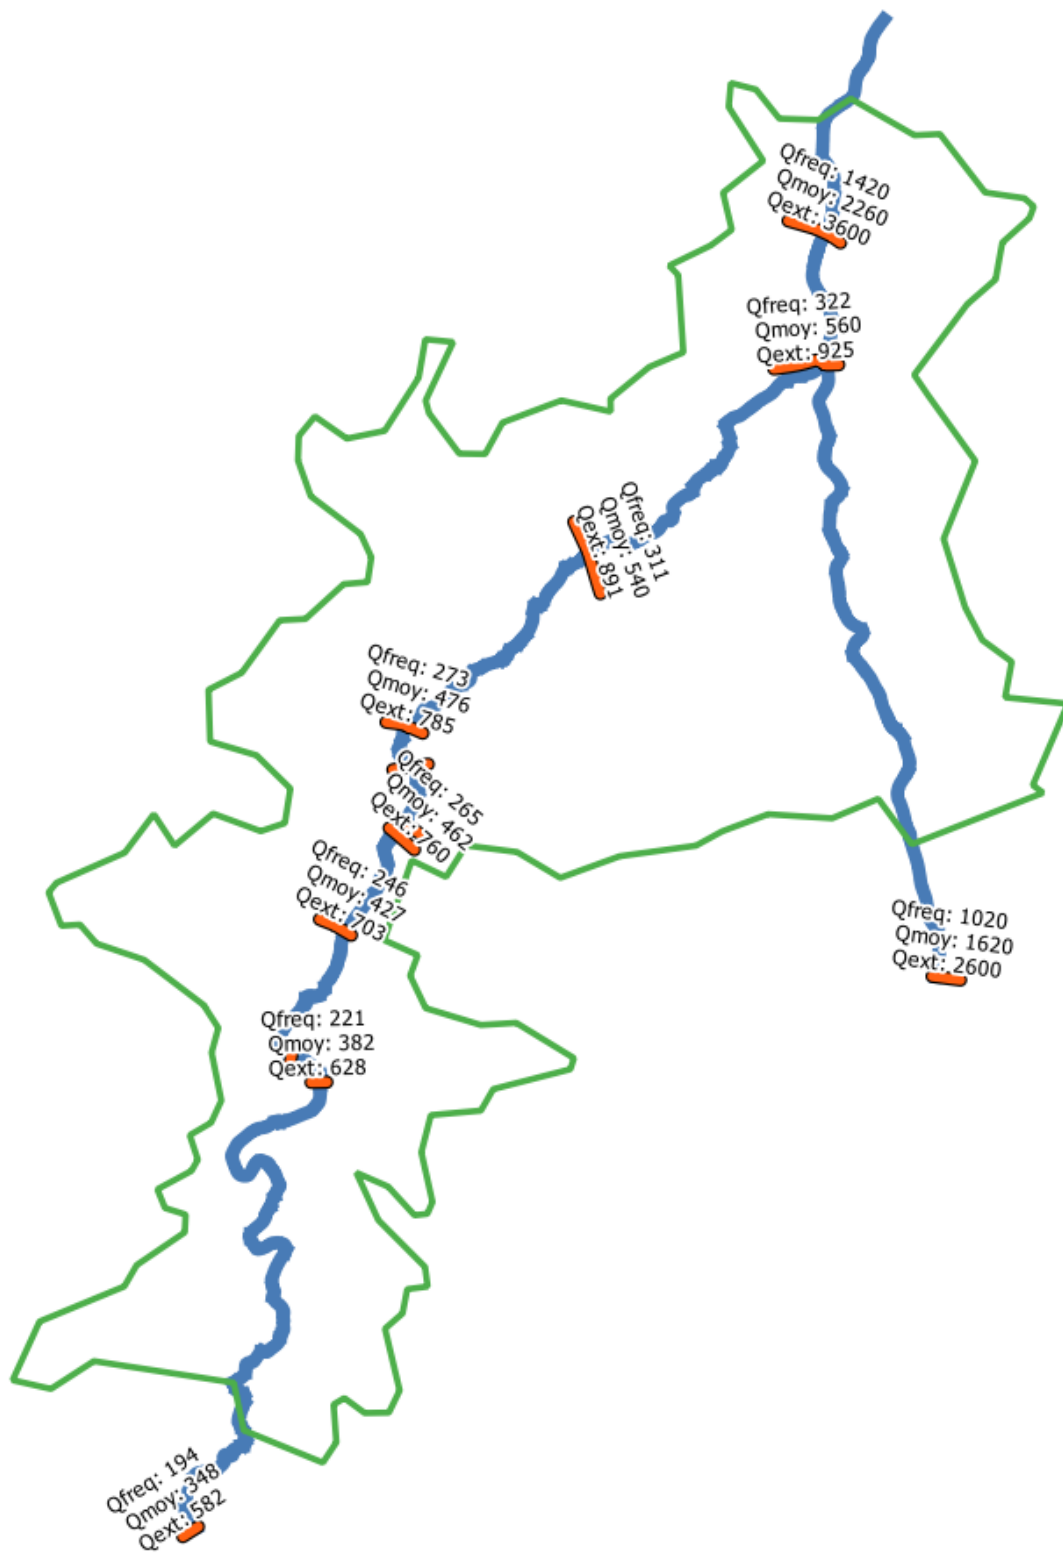 Qfreq: 1420
Qmoy: 2260
Qext: 3600
Qfreq: 322
Qmoy: 560
Qext: 925
Qfreq: 311
Qmoy: 540
Qext: 891
Qfreq: 273
Qmoy: 476
Qext: 785
Qfreq: 265
Qmoy: 462
Qext: 760
Qfreq: 246
Qmoy: 427
Qext: 703
Qfreq: 1020
Qmoy: 1620
Qext: 2600
Qfreq: 221
Qmoy: 382
Qext: 628
Qfreq: 194
Qmoy: 348
Qext: 582